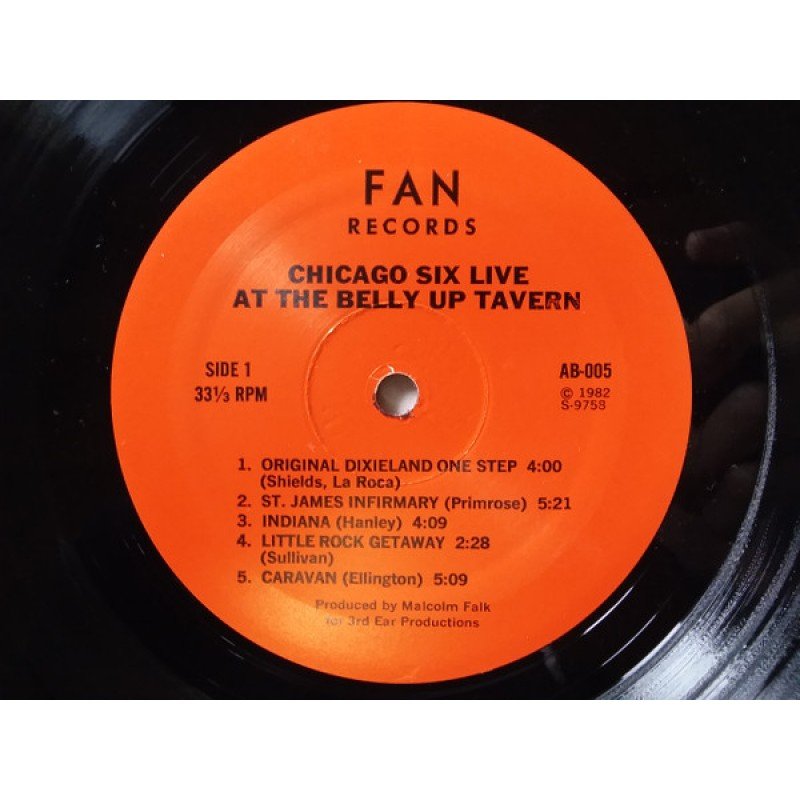 FAN
RECORDS
CHICAGO SIX LIVE
AT THE BELLY UP TAVERN
SIDE 1
33⅓ RPM
AB-005
© 1982
S-9753
1. ORIGINAL DIXIELAND ONE STEP 4:00
(Shields, La Roca)
2. ST. JAMES INFIRMARY (Primrose) 5:21
3. INDIANA (Hanley) 4:09
4. LITTLE ROCK GETAWAY 2:28
(Sullivan)
5. CARAVAN (Ellington) 5:09
Produced by Malcolm Falk
for 3rd Ear Productions